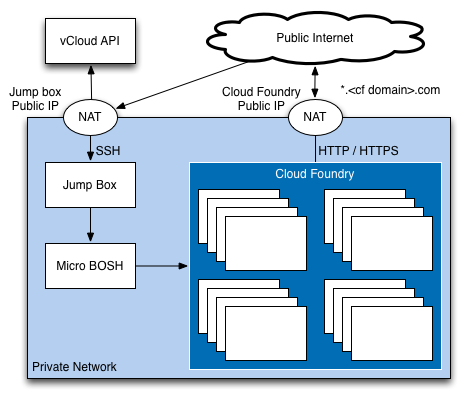 vCloud API
Public Internet
Jump box
Public IP
NAT
Cloud Foundry
Public IP
NAT
*.<cf domain>.com
SSH
HTTP / HTTPS
Jump Box
Cloud Foundry
Micro BOSH
Private Network